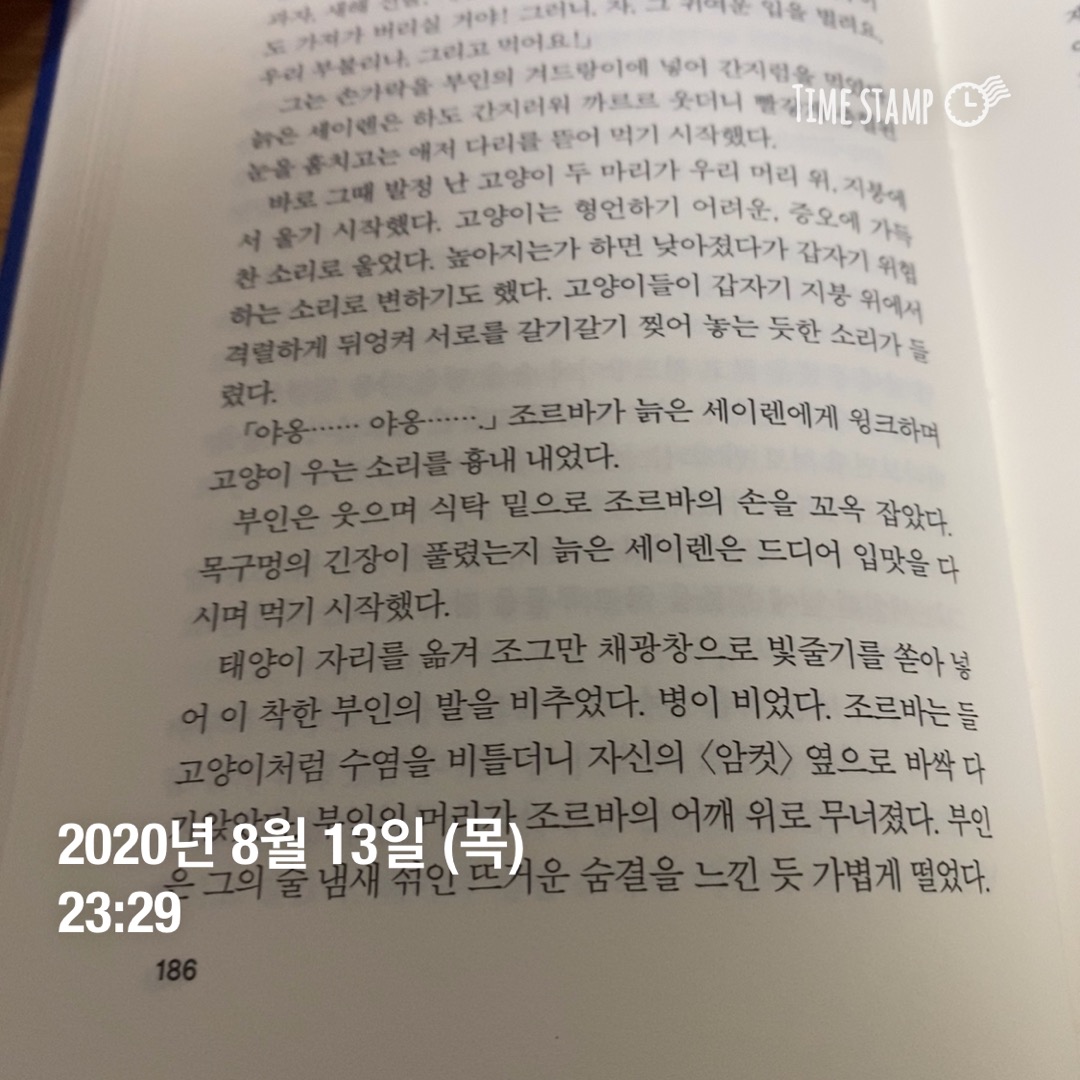 과자, 새해 선물,
도 가져가 버리실 거야! 그러니, 자, 그 귀여운 입을 벌려요,
우리 부불리나, 그리고 먹어요!」
그는 손가락을 부인의 겨드랑이에 넣어 간지럼을
늙은 세이렌은 하도 간지러워 까르르 웃더니
눈을 훔치고는 애저 다리를 뜯어 먹기 시작했다.
바로 그때 발정 난 고양이 두 마리가 우리 머리 위, 지붕에
서 울기 시작했다. 고양이는 형언하기 어려운, 증오에 가득
찬 소리로 울었다. 높아지는가 하면 낮아졌다가 갑자기 위협
하는 소리로 변하기도 했다. 고양이들이 갑자기 지붕 위에서
격렬하게 뒤엉켜 서로를 갈기갈기 찢어 놓는 듯한 소리가 들
렸다.
「야옹…… 야옹…….」 조르바가 늙은 세이렌에게 윙크하며
고양이 우는 소리를 흉내 내었다.
부인은 웃으며 식탁 밑으로 조르바의 손을 꼬옥 잡았다.
목구멍의 긴장이 풀렸는지 늙은 세이렌은 드디어 입맛을 다
시며 먹기 시작했다.
태양이 자리를 옮겨 조그만 채광창으로 빛줄기를 쏟아 넣
어 이 착한 부인의 발을 비추었다. 병이 비었다. 조르바는 들
고양이처럼 수염을 비틀더니 자신의 〈암컷〉 옆으로 바싹 다
가앉았다. 부인의 머리가 조르바의 어깨 위로 무너졌다. 부인
은 그의 술 냄새 섞인 뜨거운 숨결을 느낀 듯 가볍게 떨었다.
186
TIME STAMP
2020년 8월 13일 (목)
23:29